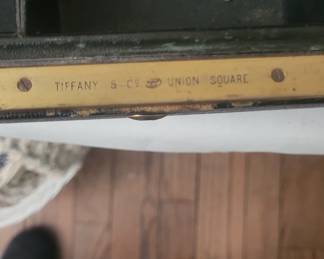 TIFFANY & Co UNION SQUARE